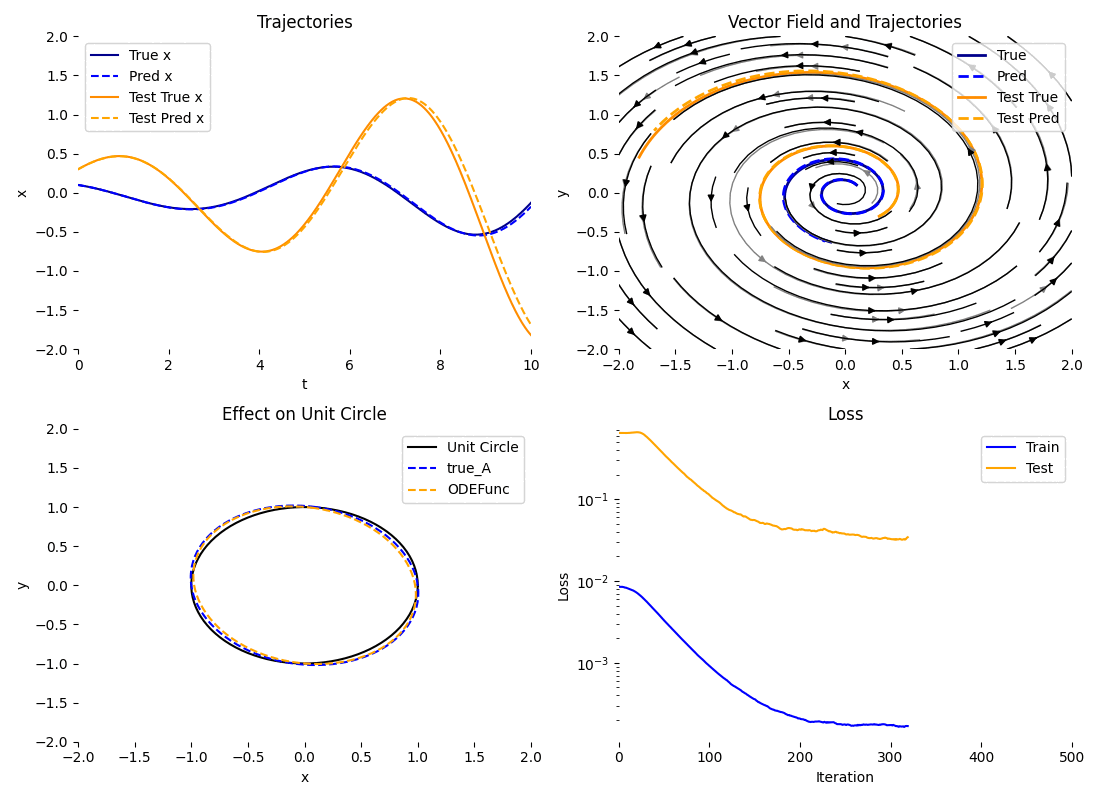 Trajectories
True x
Pred x
Test True x
Test Pred x
x
2.0
1.5
1.0
0.5
0.0
−0.5
−1.0
−1.5
−2.0
0 2 4 6 8 10
t
Vector Field and Trajectories
True
Pred
Test True
Test Pred
y
2.0
1.5
1.0
0.5
0.0
−0.5
−1.0
−1.5
−2.0
−2.0 −1.5 −1.0 −0.5 0.0 0.5 1.0 1.5 2.0
x
Effect on Unit Circle
Unit Circle
true_A
ODEFunc
y
2.0
1.5
1.0
0.5
0.0
−0.5
−1.0
−1.5
−2.0
−2.0 −1.5 −1.0 −0.5 0.0 0.5 1.0 1.5 2.0
x
Loss
Train
Test
Loss
10⁻¹
10⁻²
10⁻³
0 100 200 300 400 500
Iteration